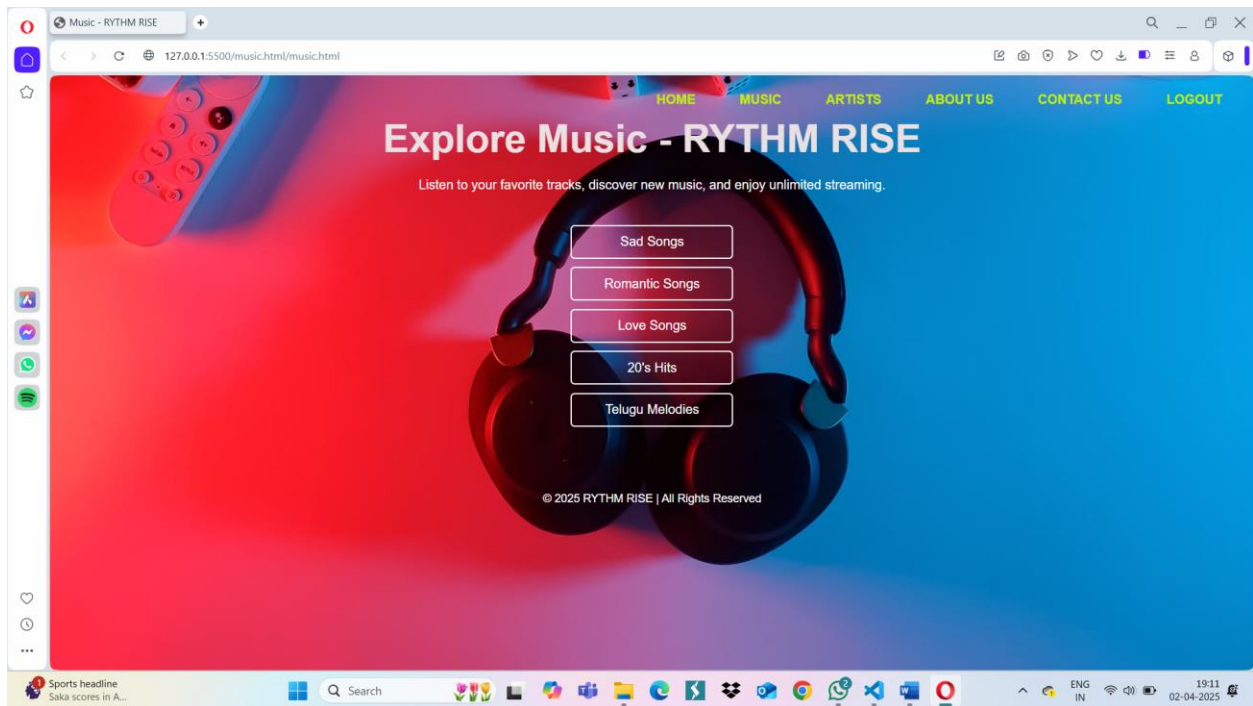 Music - RYTHM RISE
127.0.0.1:5500/music.html/music.html
HOME MUSIC ARTISTS ABOUT US CONTACT US LOGOUT
Explore Music - RYTHM RISE
Listen to your favorite tracks, discover new music, and enjoy unlimited streaming.
Sad Songs
Romantic Songs
Love Songs
20's Hits
Telugu Melodies
© 2025 RYTHM RISE | All Rights Reserved
1
Sports headline
Saka scores in A...
Search
2
ENG
IN
19:11
02-04-2025